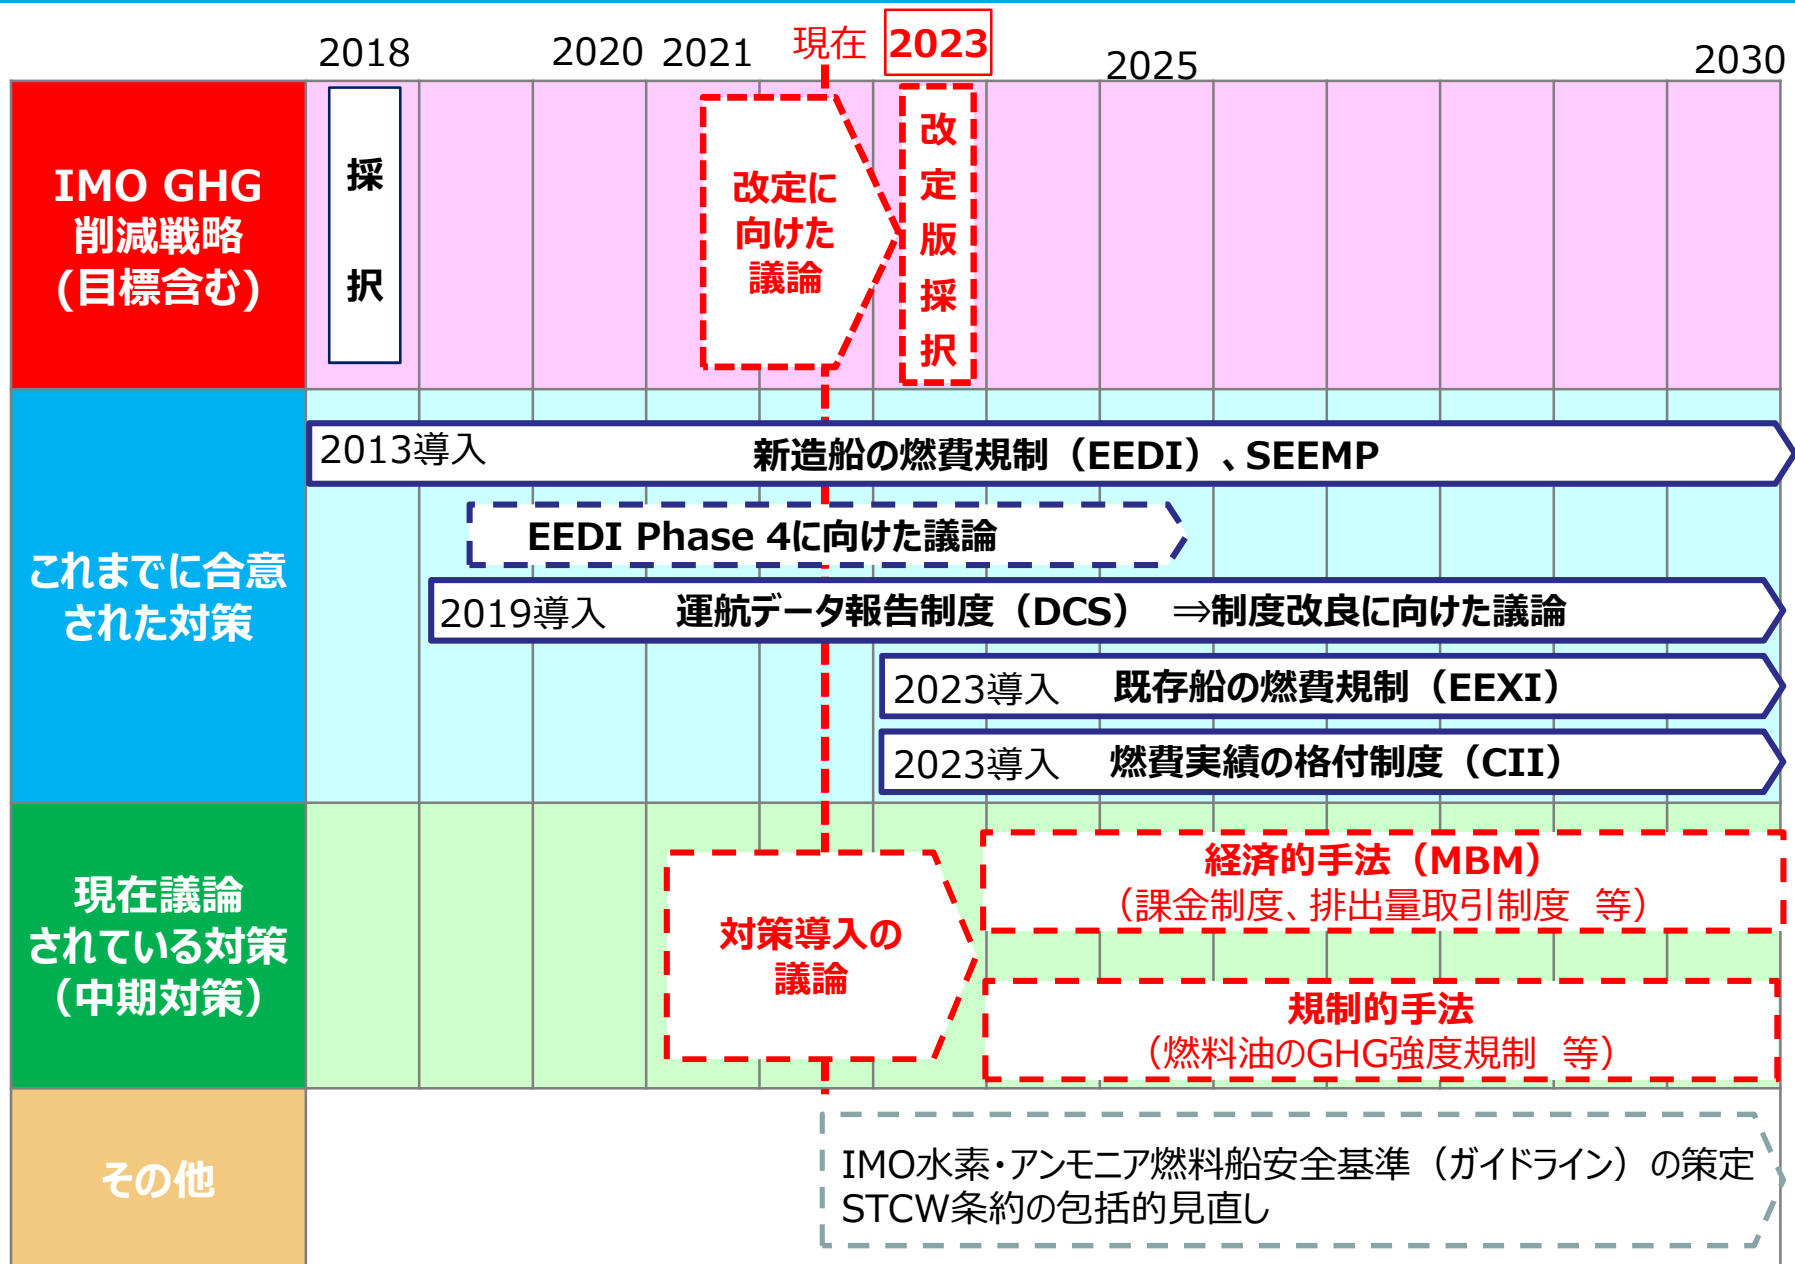 2018
2020
2021
現在
2023
2025
2030
IMO GHG
削減戦略
(目標含む)
採
択
改定に
向けた
議論
改
定
版
採
択
これまでに合意
された対策
2013導入 新造船の燃費規制（EEDI）、SEEMP
EEDI Phase 4に向けた議論
2019導入 運航データ報告制度（DCS） ⇒制度改良に向けた議論
2023導入 既存船の燃費規制（EEXI）
2023導入 燃費実績の格付制度（CII）
現在議論
されている対策
（中期対策）
対策導入の
議論
経済的手法（MBM）
（課金制度、排出量取引制度 等）
規制的手法
（燃料油のGHG強度規制 等）
その他
IMO水素・アンモニア燃料船安全基準（ガイドライン）の策定
STCW条約の包括的見直し